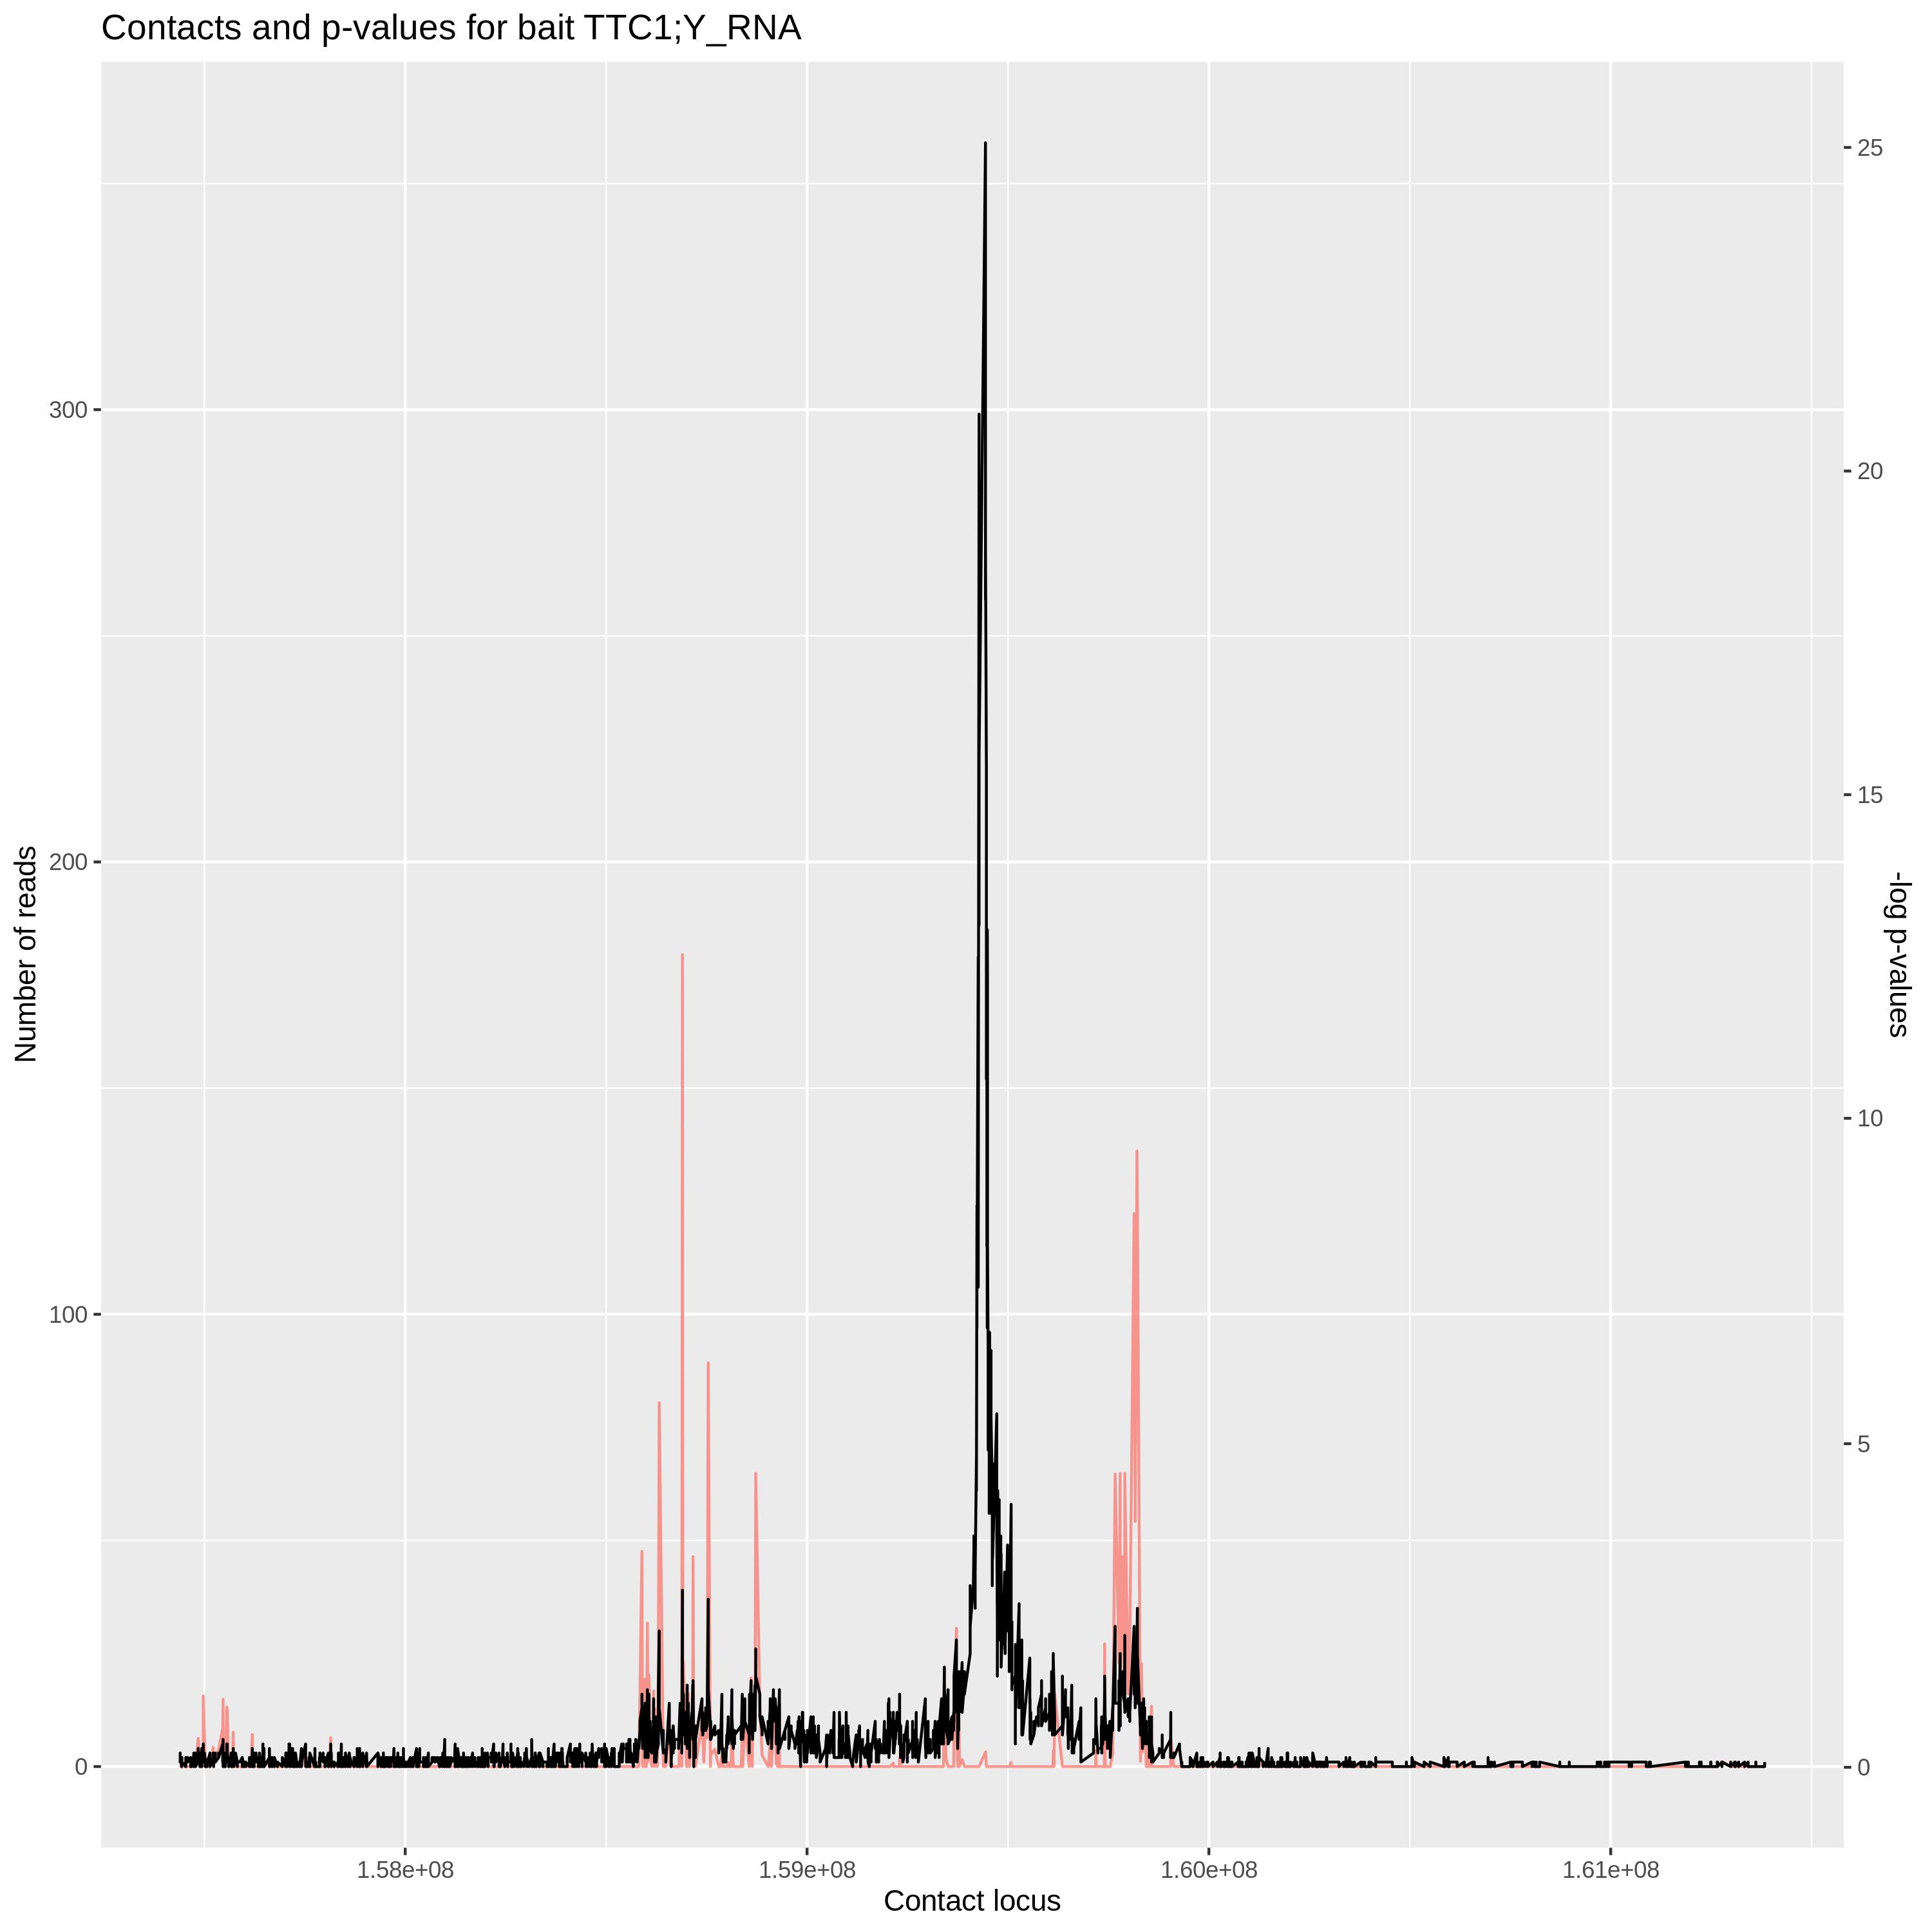 Contacts and p-values for bait TTC1;Y_RNA
25
300
20
200
15
Number of reads
-log p-values
10
100
5
0
0
1.58e+08
1.59e+08
1.60e+08
1.61e+08
Contact locus